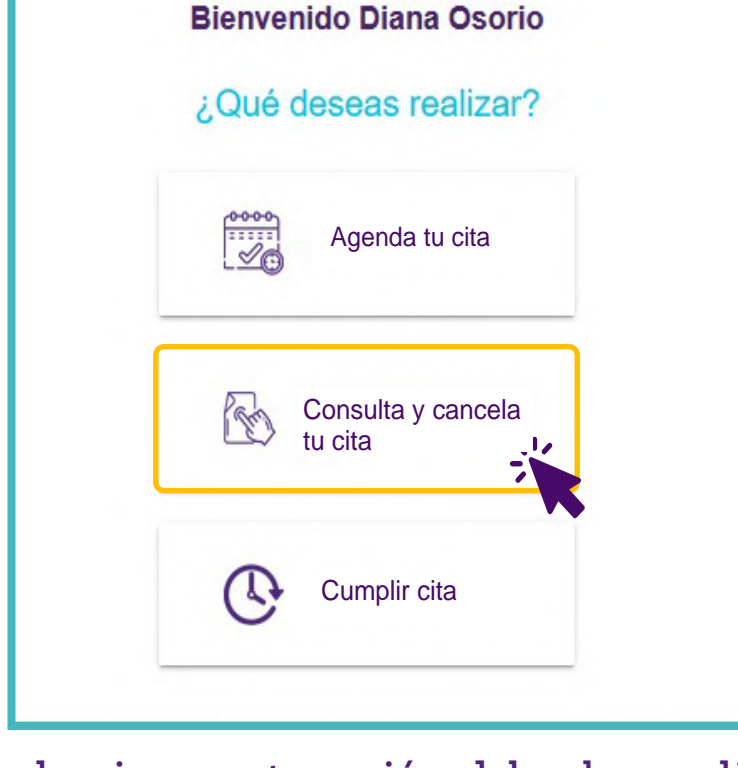 Bienvenido Diana Osorio
¿Qué deseas realizar?
Agenda tu cita
Consulta y cancela
tu cita
Cumplir cita